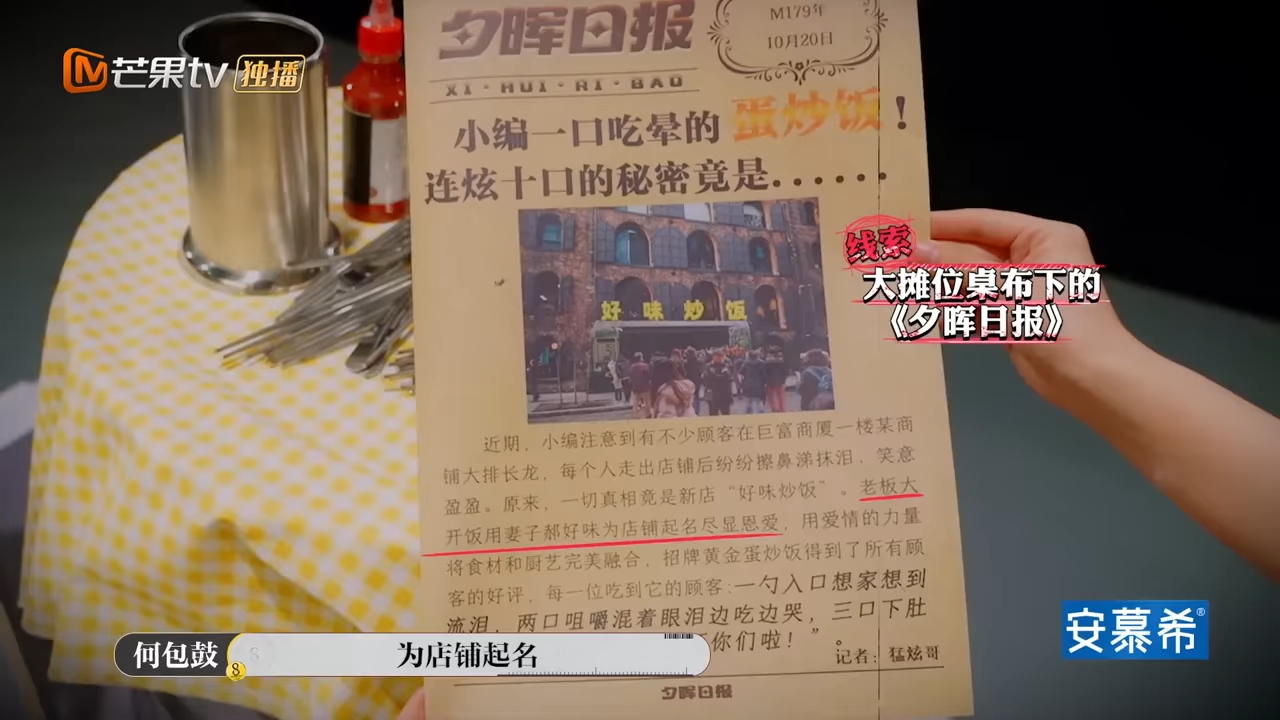 芒果tv 独播
夕晖日报
M179年
10月20日
XI·HUI·RI·BAO
小编一口吃晕的 蛋炒饭！
连炫十口的秘密竟是......
好味炒饭
线索
大摊位桌布下的
《夕晖日报》
近期，小编注意到有不少顾客在巨富商厦一楼某商
铺大排长龙，每个人走出店铺后纷纷擦鼻涕抹泪、笑意
盈盈。原来，一切真相竟是新店“好味炒饭”。老板大
开饭用妻子郝好味为店铺起名尽显恩爱，用爱情的力量
将食材和厨艺完美融合，招牌黄金蛋炒饭得到了所有顾
客的好评，每一位吃到它的顾客:一勺入口想家想到
流泪，两口咀嚼混着眼泪边吃边哭，三口下肚
你们啦！”。
记者：猛炫哥
夕晖日报
何包鼓
8
为店铺起名
安慕希®